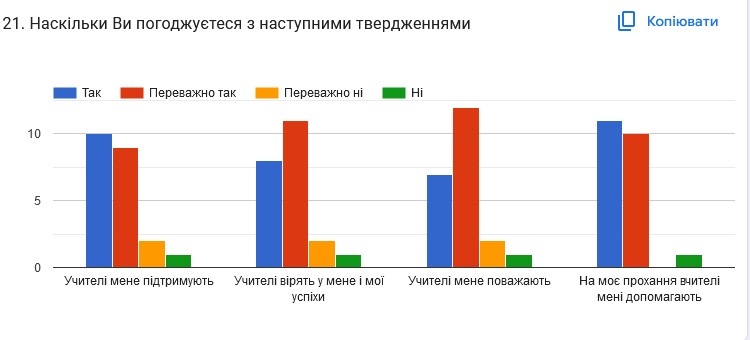 21. Наскільки Ви погоджуєтеся з наступними твердженнями
Копіювати
Так Переважно так Переважно ні Ні
10
5
0
Учителі мене підтримують
Учителі вірять у мене і мої успіхи
Учителі мене поважають
На моє прохання вчителі мені допомагають